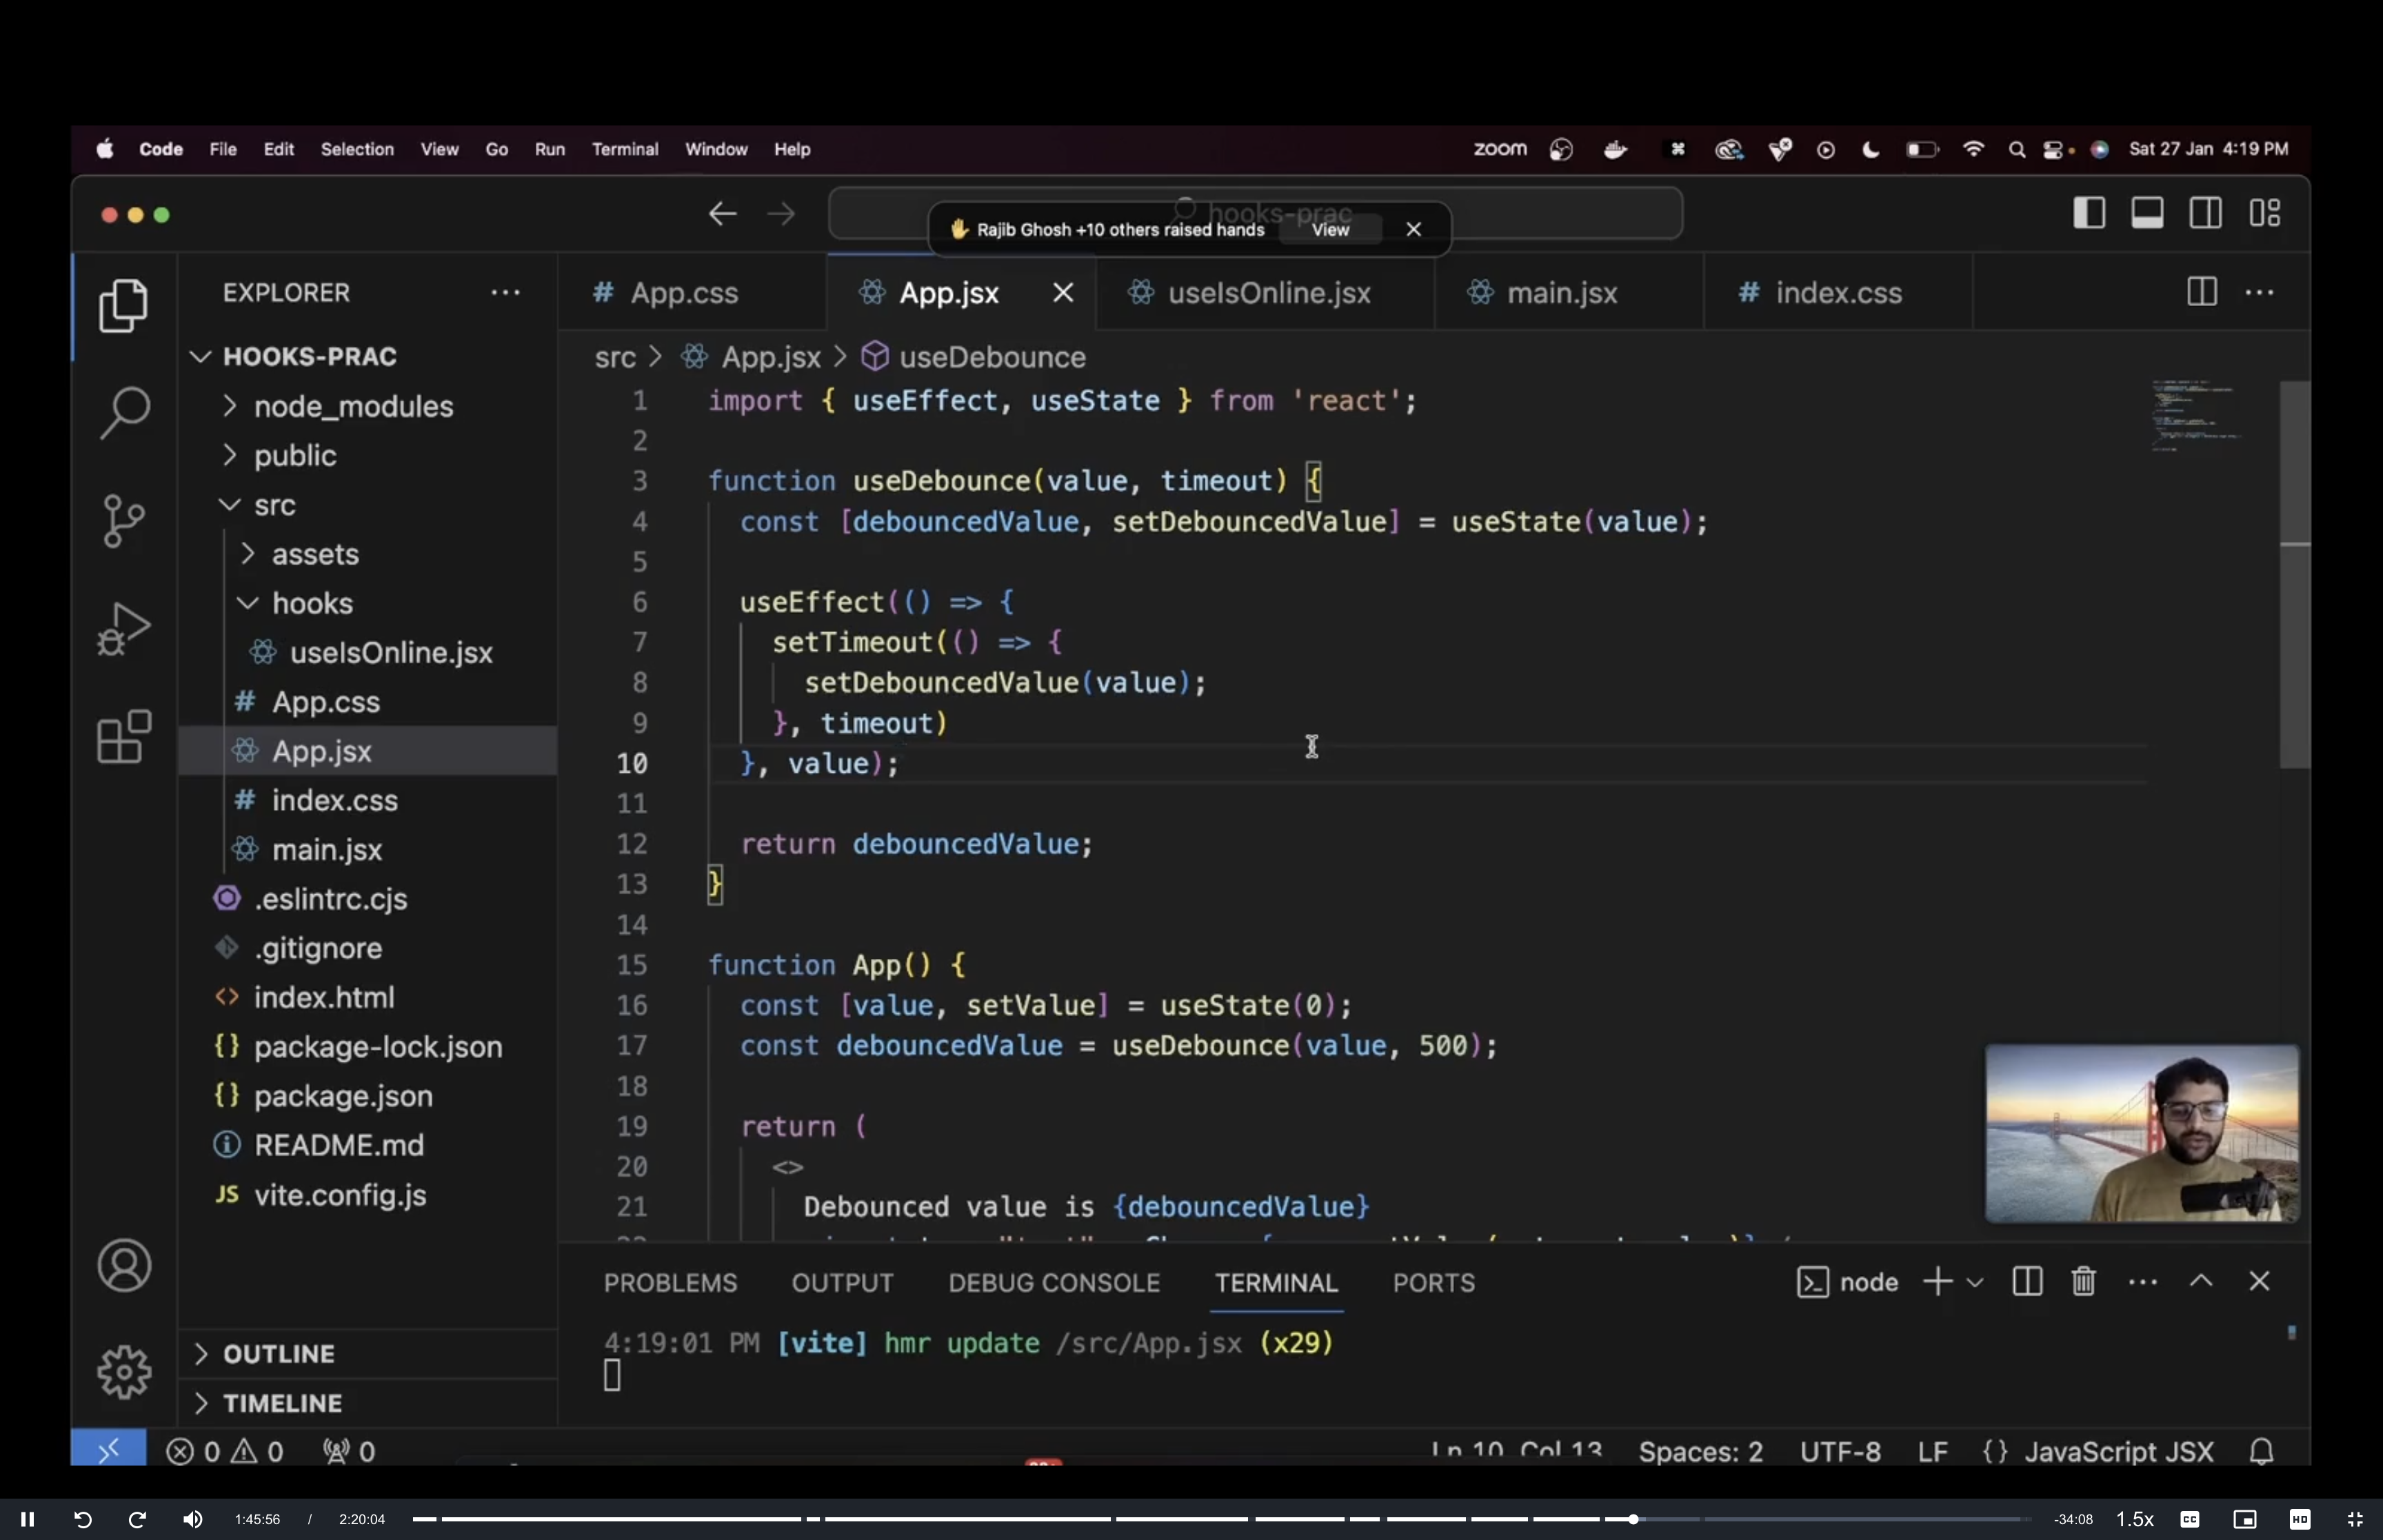 Code File Edit Selection View Go Run Terminal Window Help
zoom
Sat 27 Jan 4:19 PM
hooks-prac
Rajib Ghosh +10 others raised hands View
EXPLORER
HOOKS-PRAC
node_modules
public
src
assets
hooks
useIsOnline.jsx
# App.css
App.jsx
# index.css
main.jsx
.eslintrc.cjs
.gitignore
<> index.html
{} package-lock.json
{} package.json
README.md
JS vite.config.js
OUTLINE
TIMELINE
# App.css
App.jsx
useIsOnline.jsx
main.jsx
# index.css
src > App.jsx > useDebounce
1 import { useEffect, useState } from 'react';
2
3 function useDebounce(value, timeout) {
4 const [debouncedValue, setDebouncedValue] = useState(value);
5
6 useEffect(() => {
7 setTimeout(() => {
8 setDebouncedValue(value);
9 }, timeout)
10 }, value);
11
12 return debouncedValue;
13 }
14
15 function App() {
16 const [value, setValue] = useState(0);
17 const debouncedValue = useDebounce(value, 500);
18
19 return (
20 <>
21 Debounced value is {debouncedValue}
PROBLEMS OUTPUT DEBUG CONSOLE TERMINAL PORTS
node
4:19:01 PM [vite] hmr update /src/App.jsx (x29)
0 0 0
Ln 10, Col 13 Spaces: 2 UTF-8 LF {} JavaScript JSX
1:45:56 / 2:20:04
-34:08 1.5x CC HD